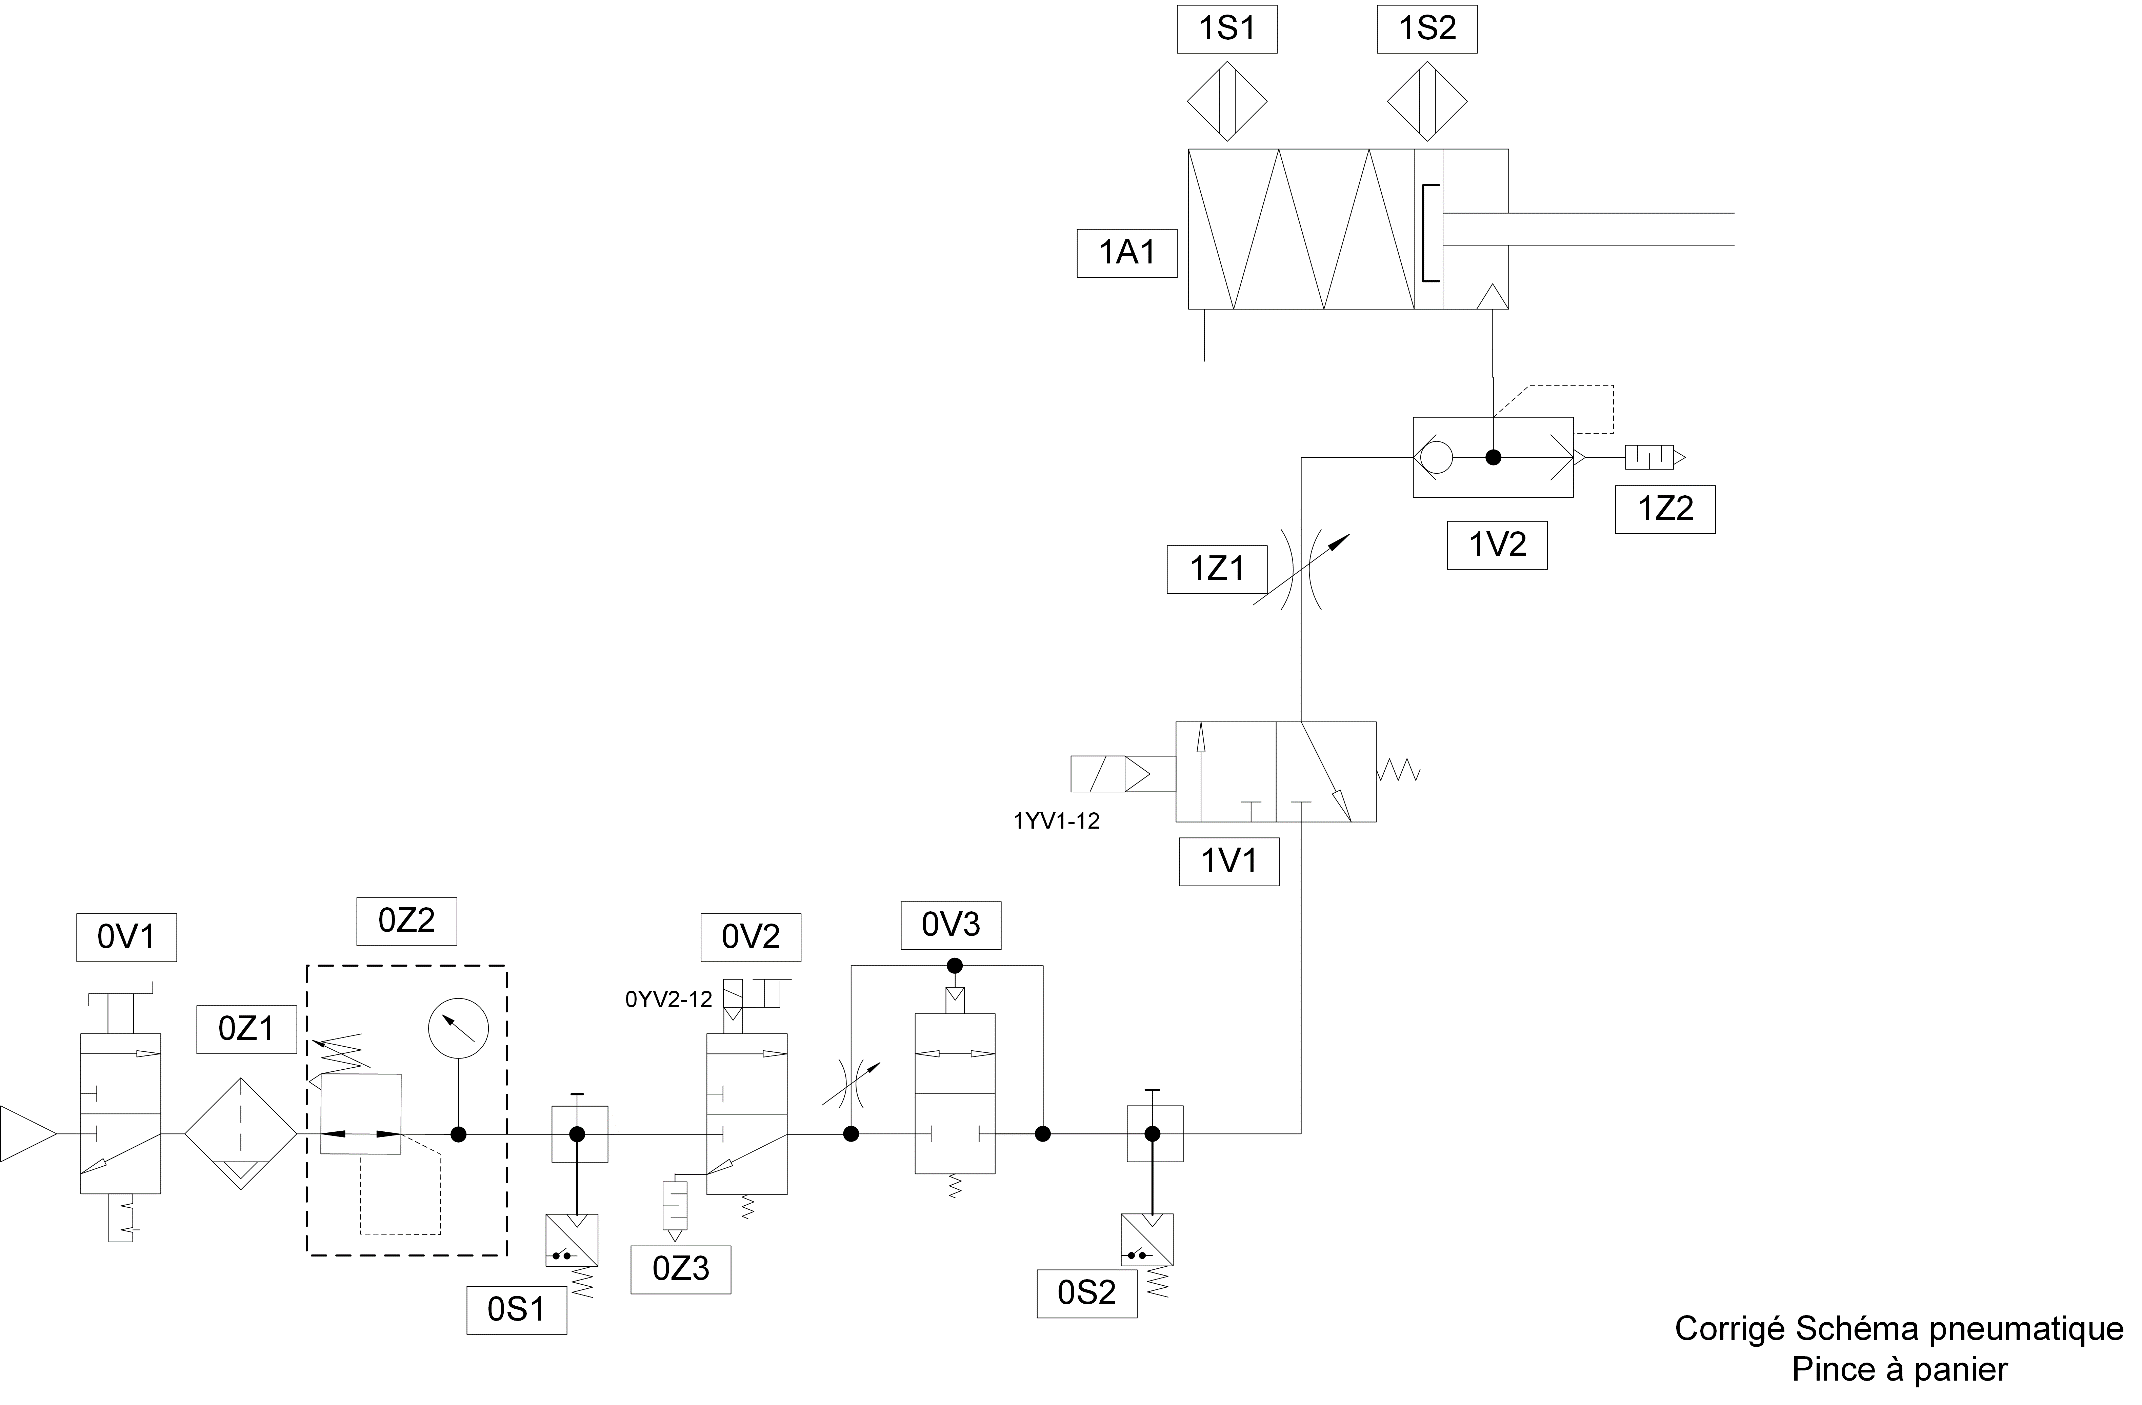 1S1
1S2
1A1
1Z2
1V2
1Z1
1YV1-12
1V1
0V1
0Z2
0V2
0V3
0YV2-12
0Z1
0Z3
0S1
0S2
Corrigé Schéma pneumatique
Pince à panier